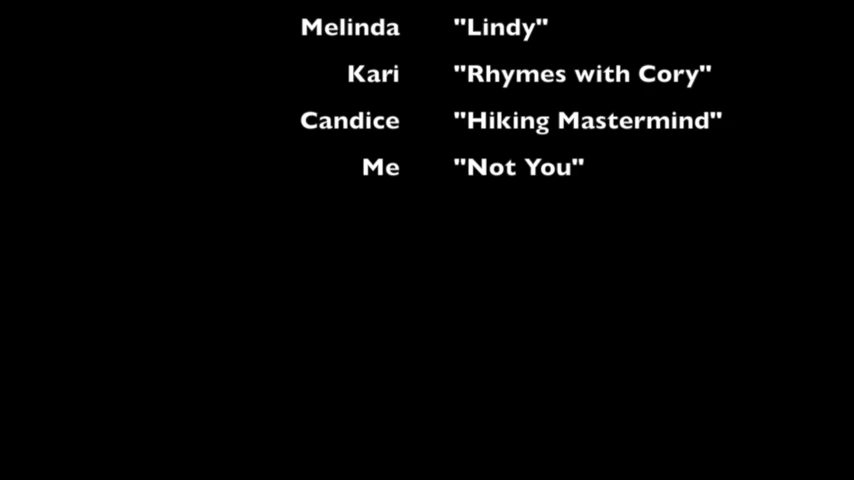 Melinda "Lindy"
Kari "Rhymes with Cory"
Candice "Hiking Mastermind"
Me "Not You"